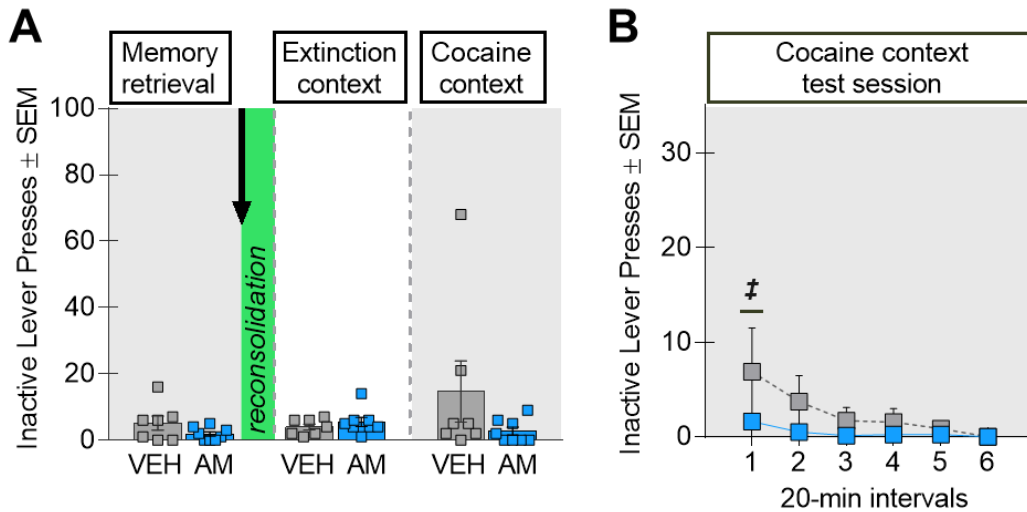 A
Memory
retrieval
Extinction
context
Cocaine
context
Inactive Lever Presses ± SEM
100
80
60
40
20
0
reconsolidation
VEH AM VEH AM VEH AM
B
Cocaine context
test session
Inactive Lever Presses ± SEM
30
20
10
0
‡
1 2 3 4 5 6
20-min intervals